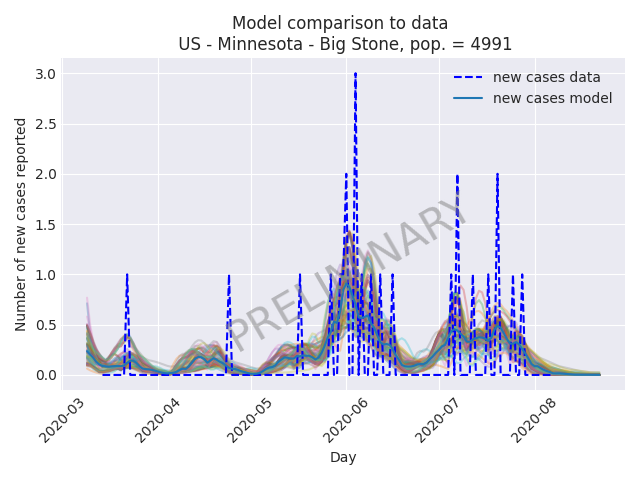 Model comparison to data
US - Minnesota - Big Stone, pop. = 4991
new cases data
new cases model
PRELIMINARY
Number of new cases reported
3.0
2.5
2.0
1.5
1.0
0.5
0.0
2020-03
2020-04
2020-05
2020-06
2020-07
2020-08
Day